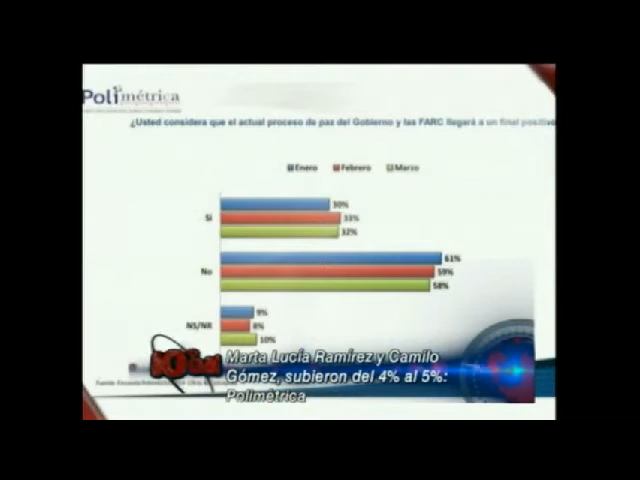 Polimétrica
¿Usted considera que el actual proceso de paz del Gobierno y las FARC llegará a un final positivo
Enero Febrero Marzo
Si 30%
33%
32%
No 61%
59%
58%
NS/NR 9%
8%
10%
Marta Lucía Ramírez y Camilo
Gómez, subieron del 4% al 5%:
Polimétrica